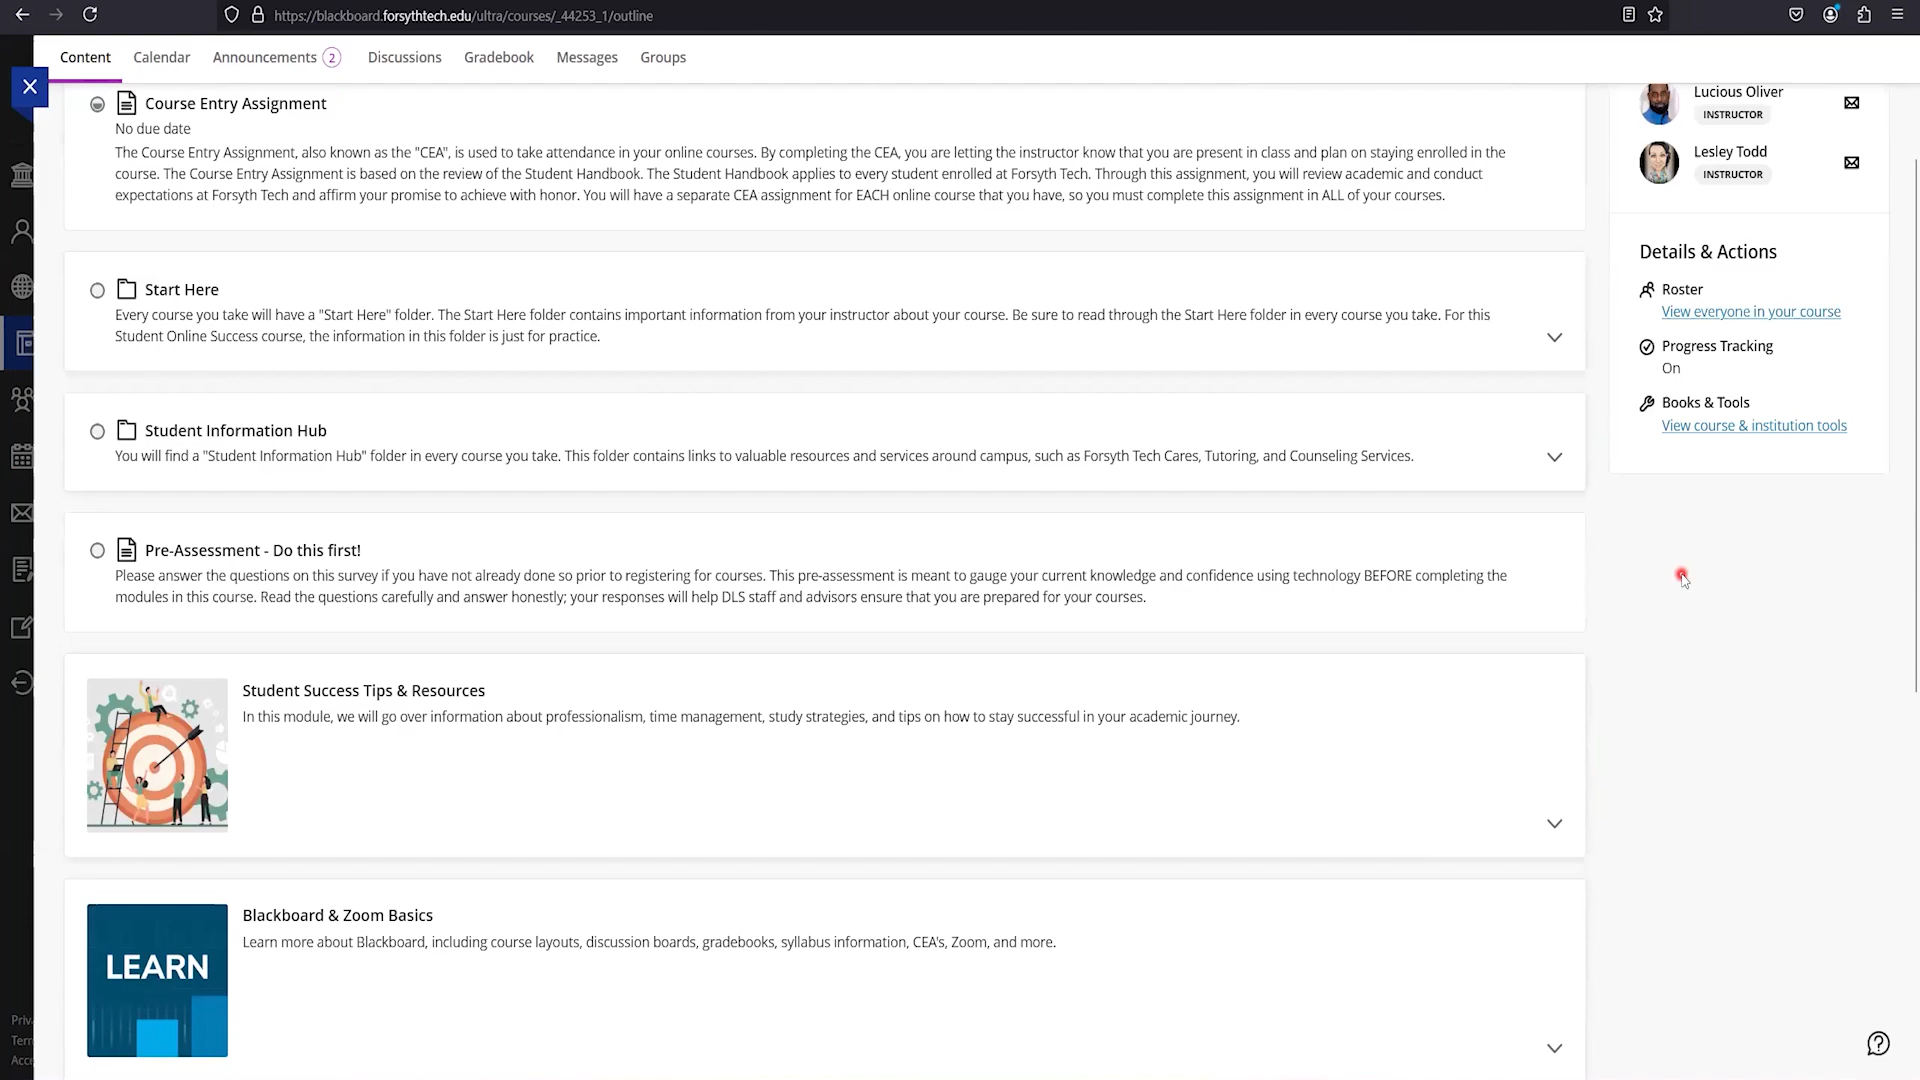 https://blackboard.forsythtech.edu/ultra/courses/_44253_1/outline
Content
Calendar
Announcements 2
Discussions
Gradebook
Messages
Groups
Course Entry Assignment
No due date
The Course Entry Assignment, also known as the "CEA", is used to take attendance in your online courses. By completing the CEA, you are letting the instructor know that you are present in class and plan on staying enrolled in the
course. The Course Entry Assignment is based on the review of the Student Handbook. The Student Handbook applies to every student enrolled at Forsyth Tech. Through this assignment, you will review academic and conduct
expectations at Forsyth Tech and affirm your promise to achieve with honor. You will have a separate CEA assignment for EACH online course that you have, so you must complete this assignment in ALL of your courses.
Start Here
Every course you take will have a "Start Here" folder. The Start Here folder contains important information from your instructor about your course. Be sure to read through the Start Here folder in every course you take. For this
Student Online Success course, the information in this folder is just for practice.
Student Information Hub
You will find a "Student Information Hub" folder in every course you take. This folder contains links to valuable resources and services around campus, such as Forsyth Tech Cares, Tutoring, and Counseling Services.
Pre-Assessment - Do this first!
Please answer the questions on this survey if you have not already done so prior to registering for courses. This pre-assessment is meant to gauge your current knowledge and confidence using technology BEFORE completing the
modules in this course. Read the questions carefully and answer honestly; your responses will help DLS staff and advisors ensure that you are prepared for your courses.
Student Success Tips & Resources
In this module, we will go over information about professionalism, time management, study strategies, and tips on how to stay successful in your academic journey.
LEARN
Blackboard & Zoom Basics
Learn more about Blackboard, including course layouts, discussion boards, gradebooks, syllabus information, CEA's, Zoom, and more.
Lucious Oliver
INSTRUCTOR
Lesley Todd
INSTRUCTOR
Details & Actions
Roster
View everyone in your course
Progress Tracking
On
Books & Tools
View course & institution tools
Priv
Term
Acce